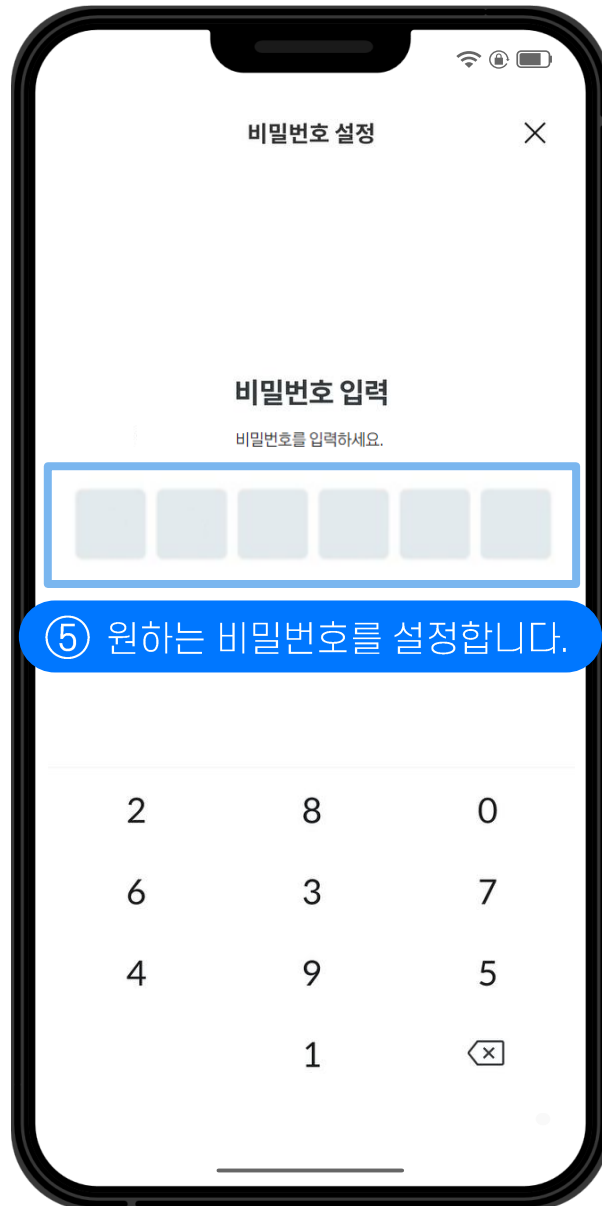 비밀번호 설정
비밀번호 입력
비밀번호를 입력하세요.
⑤ 원하는 비밀번호를 설정합니다.
2 8 0
6 3 7
4 9 5
1